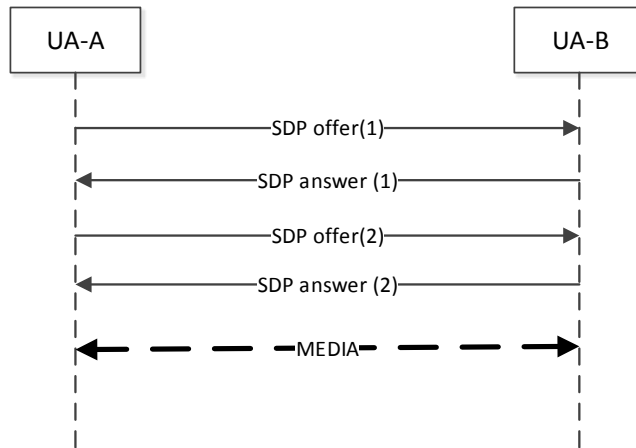 UA-A
UA-B
SDP offer(1)
SDP answer (1)
SDP offer(2)
SDP answer (2)
MEDIA